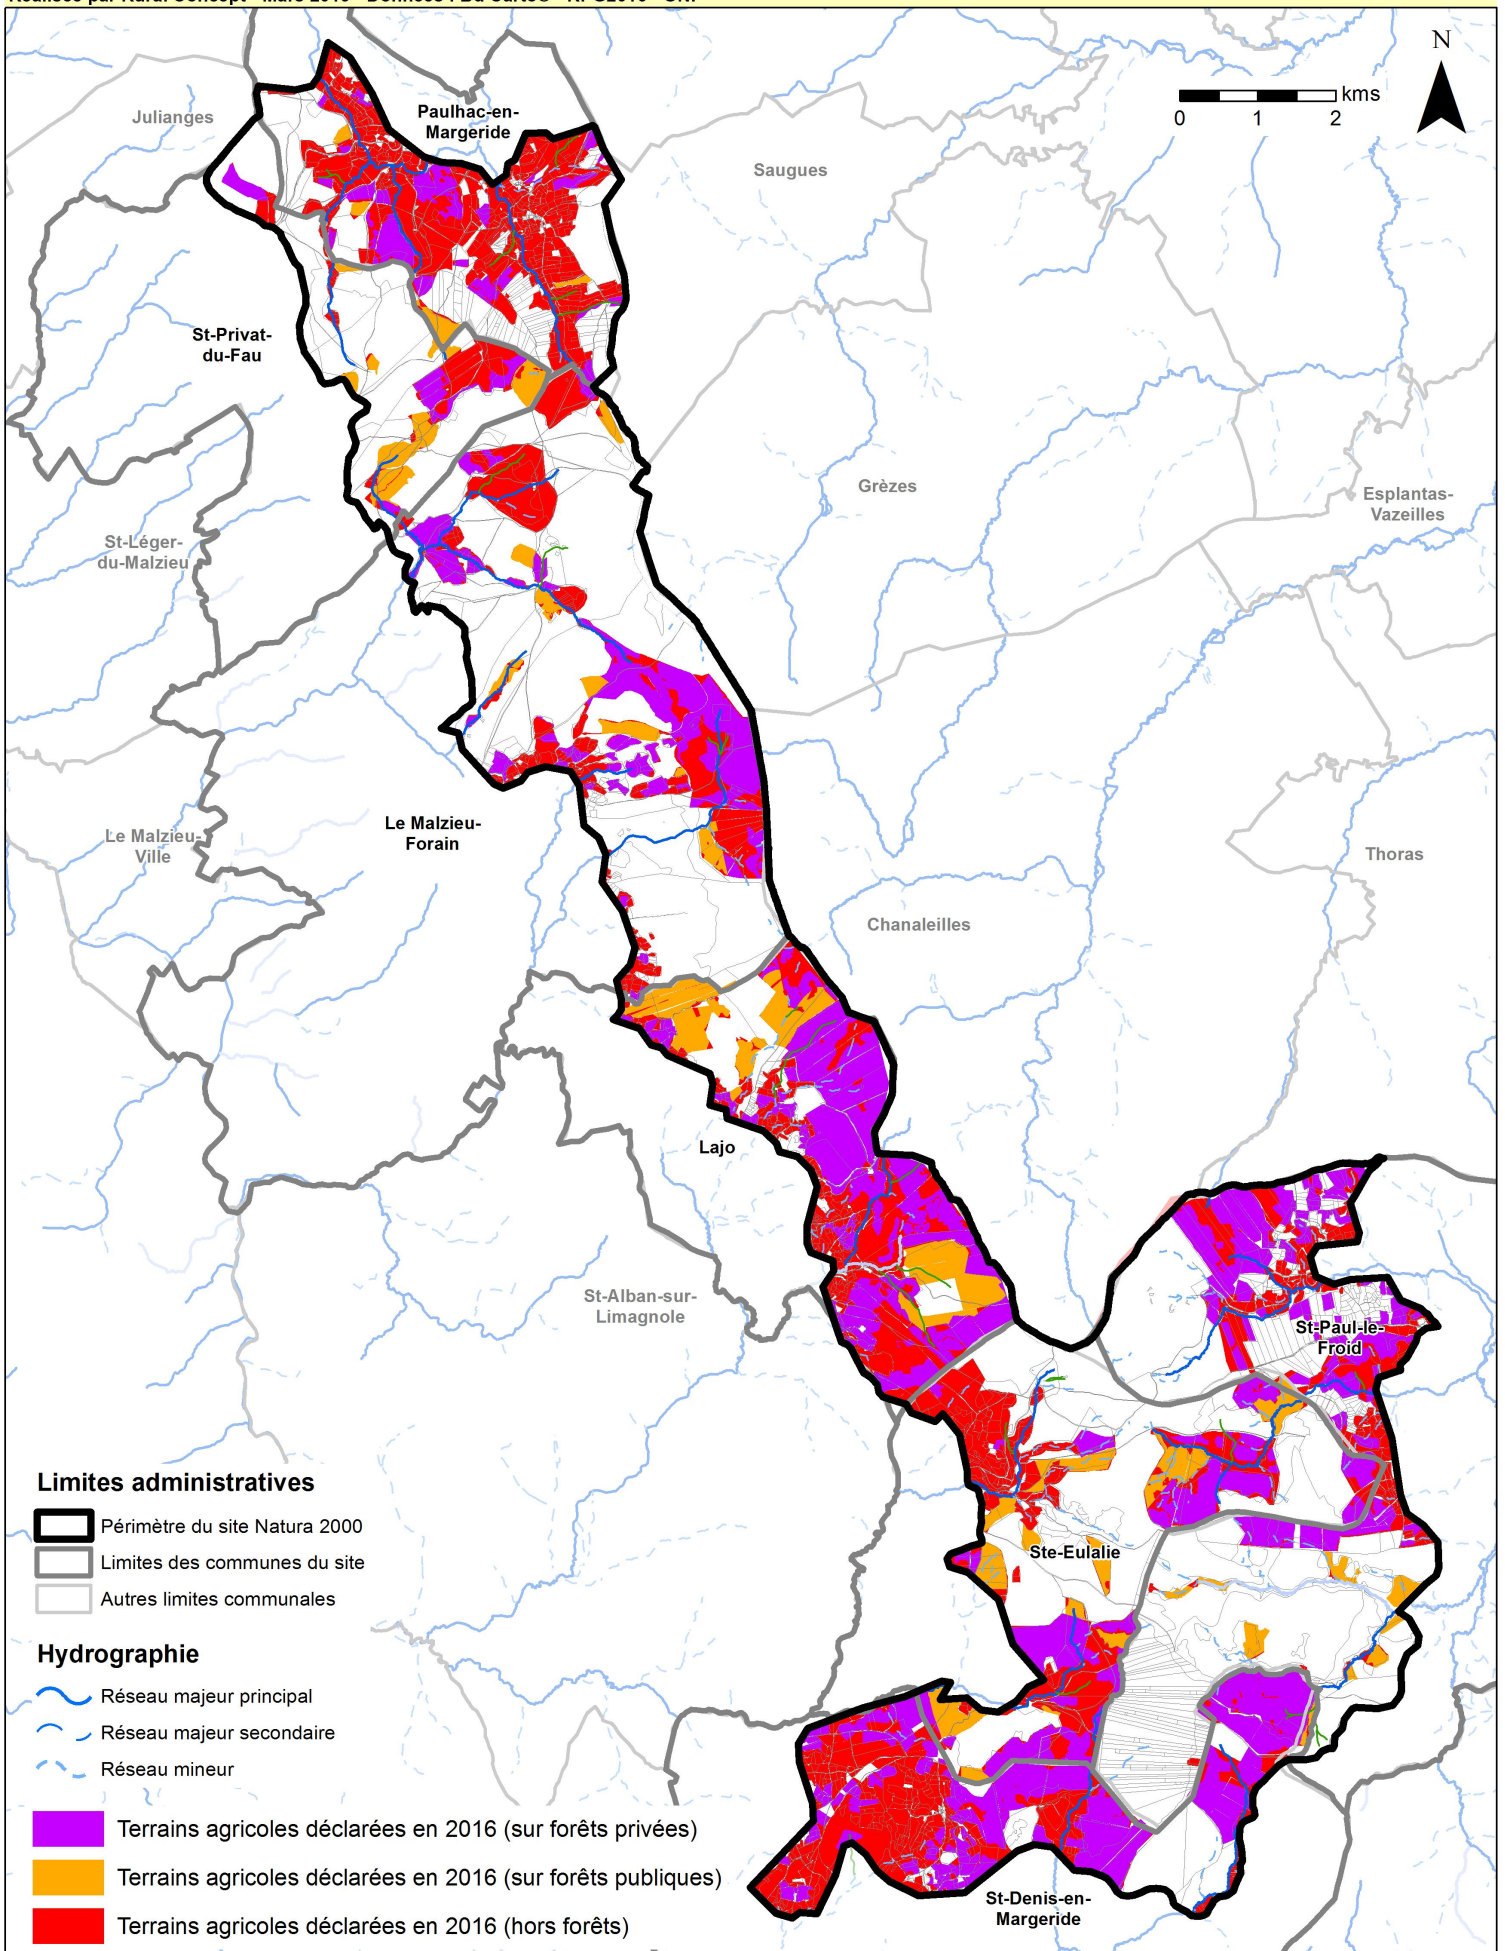 N
kms
0 1 2
Julianges
Paulhac-en-
Margeride
Saugues
St-Privat-
du-Fau
Grèzes
Esplantas-
Vazeilles
St-Léger-
du-Malzieu
Le Malzieu-
Ville
Le Malzieu-
Forain
Thoras
Chanaleilles
Lajo
St-Alban-sur-
Limagnole
St-Paul-le-
Froid
Ste-Eulalie
St-Denis-en-
Margeride
Limites administratives
Périmètre du site Natura 2000
Limites des communes du site
Autres limites communales
Hydrographie
Réseau majeur principal
Réseau majeur secondaire
Réseau mineur
Terrains agricoles déclarées en 2016 (sur forêts privées)
Terrains agricoles déclarées en 2016 (sur forêts publiques)
Terrains agricoles déclarées en 2016 (hors forêts)